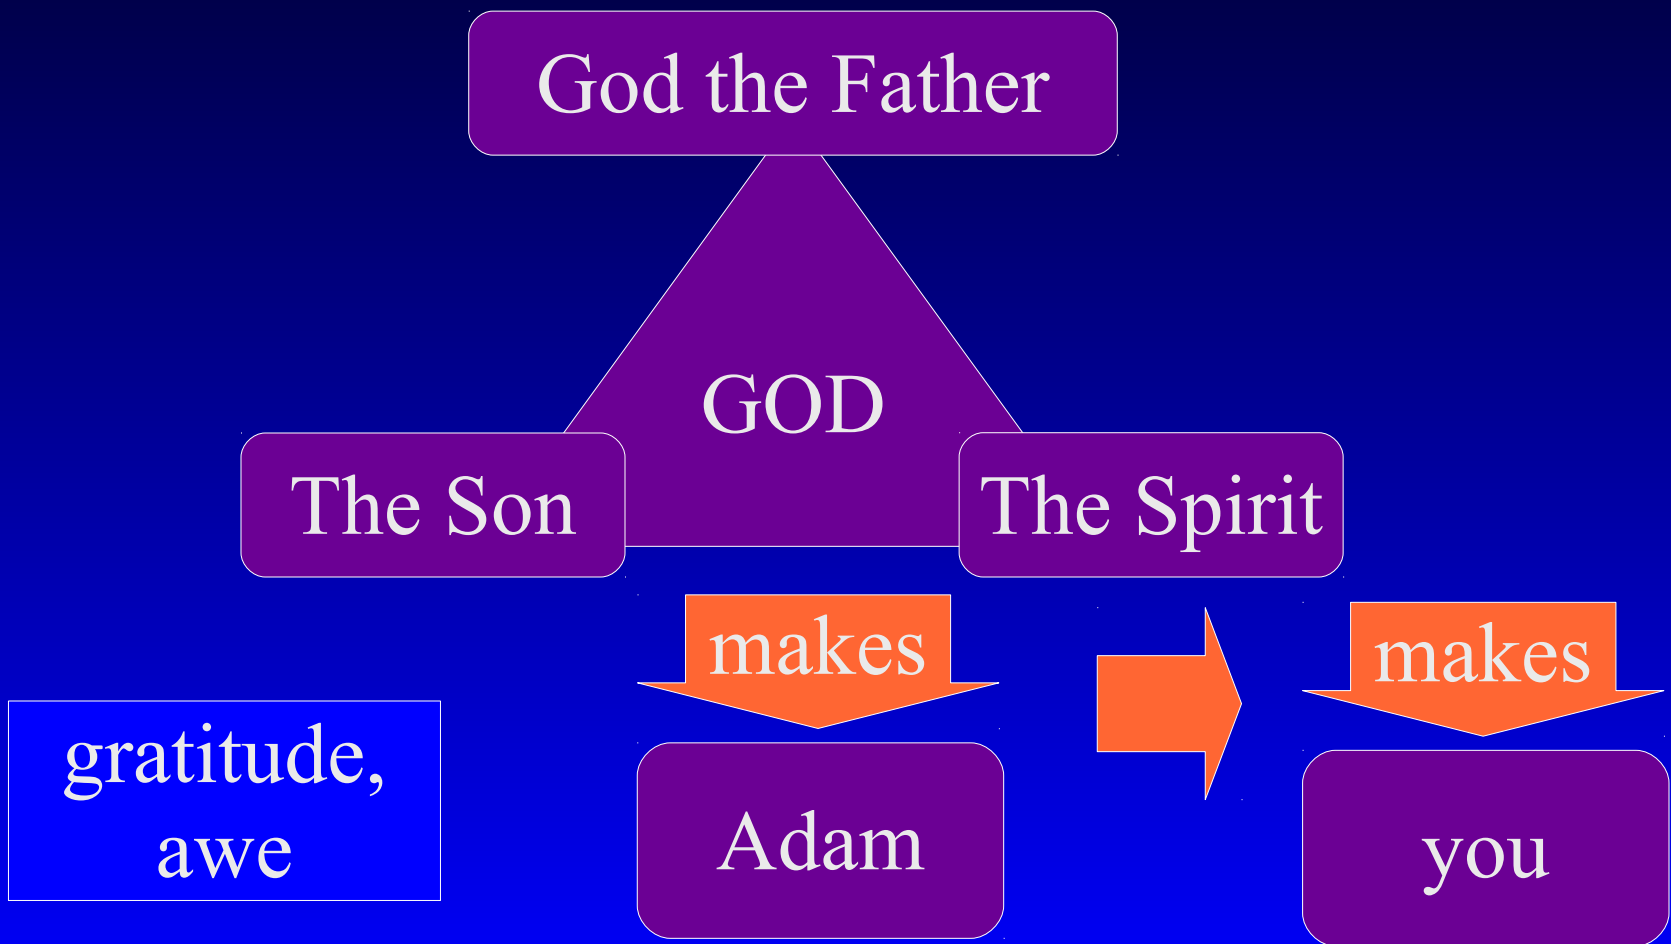 God the Father
GOD
The Son
The Spirit
makes
makes
gratitude,
awe
Adam
you